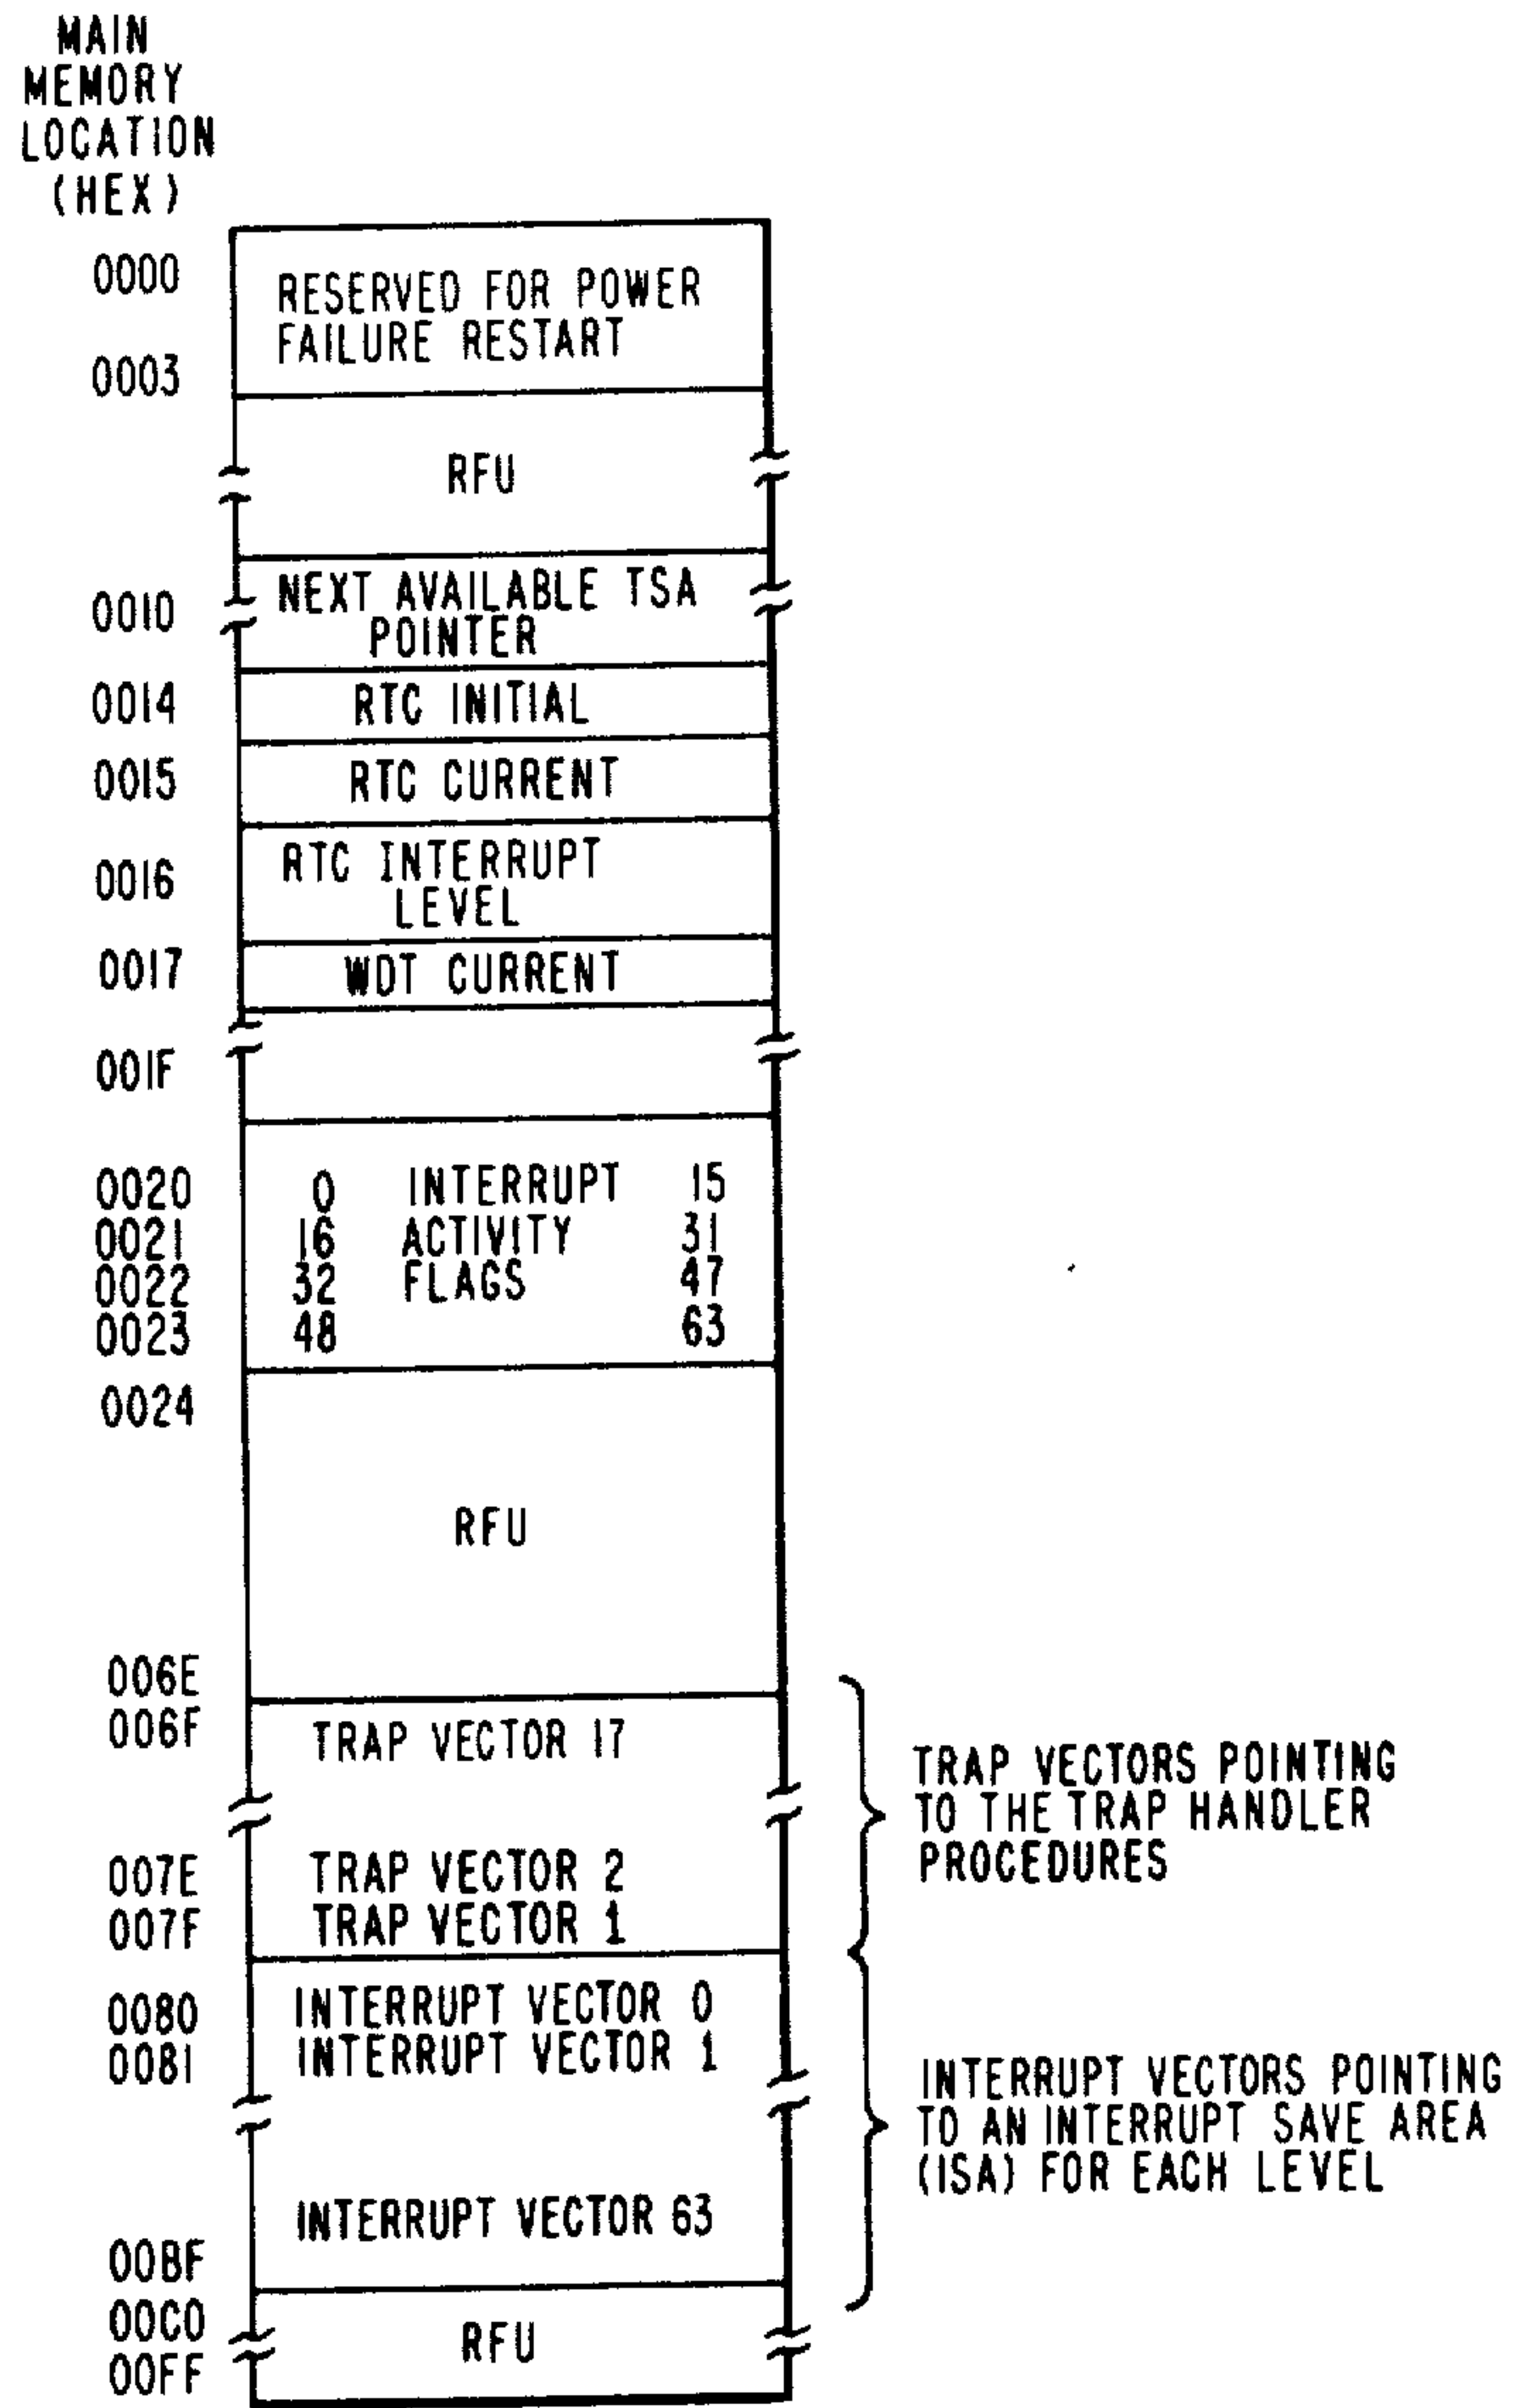 MAIN
MEMORY
LOCATION
(HEX)
0000
RESERVED FOR POWER
FAILURE RESTART
0003
RFU
0010
NEXT AVAILABLE TSA
POINTER
0014 RTC INITIAL
0015 RTC CURRENT
0016
RTC INTERRUPT
LEVEL
0017 WDT CURRENT
001F
0020 0 INTERRUPT 15
0021 16 ACTIVITY 31
0022 32 FLAGS 47
0023 48 63
0024
RFU
006E
006F TRAP VECTOR 17
007E TRAP VECTOR 2
007F TRAP VECTOR 1
TRAP VECTORS POINTING
TO THE TRAP HANDLER
PROCEDURES
0080 INTERRUPT VECTOR 0
0081 INTERRUPT VECTOR 1
INTERRUPT VECTORS POINTING
TO AN INTERRUPT SAVE AREA
(ISA) FOR EACH LEVEL
INTERRUPT VECTOR 63
00BF
00C0
RFU
00FF